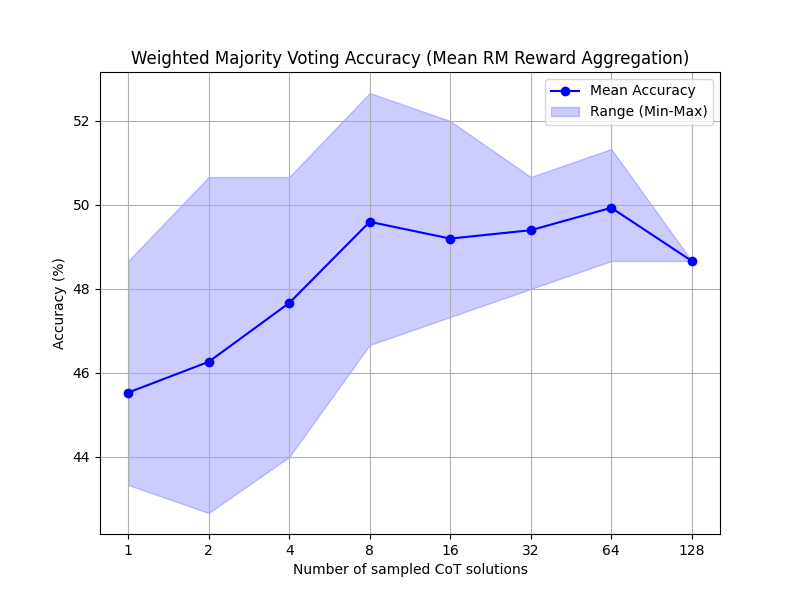 Weighted Majority Voting Accuracy (Mean RM Reward Aggregation)
Mean Accuracy
Range (Min-Max)
52
50
48
46
44
Accuracy (%)
1 2 4 8 16 32 64 128
Number of sampled CoT solutions